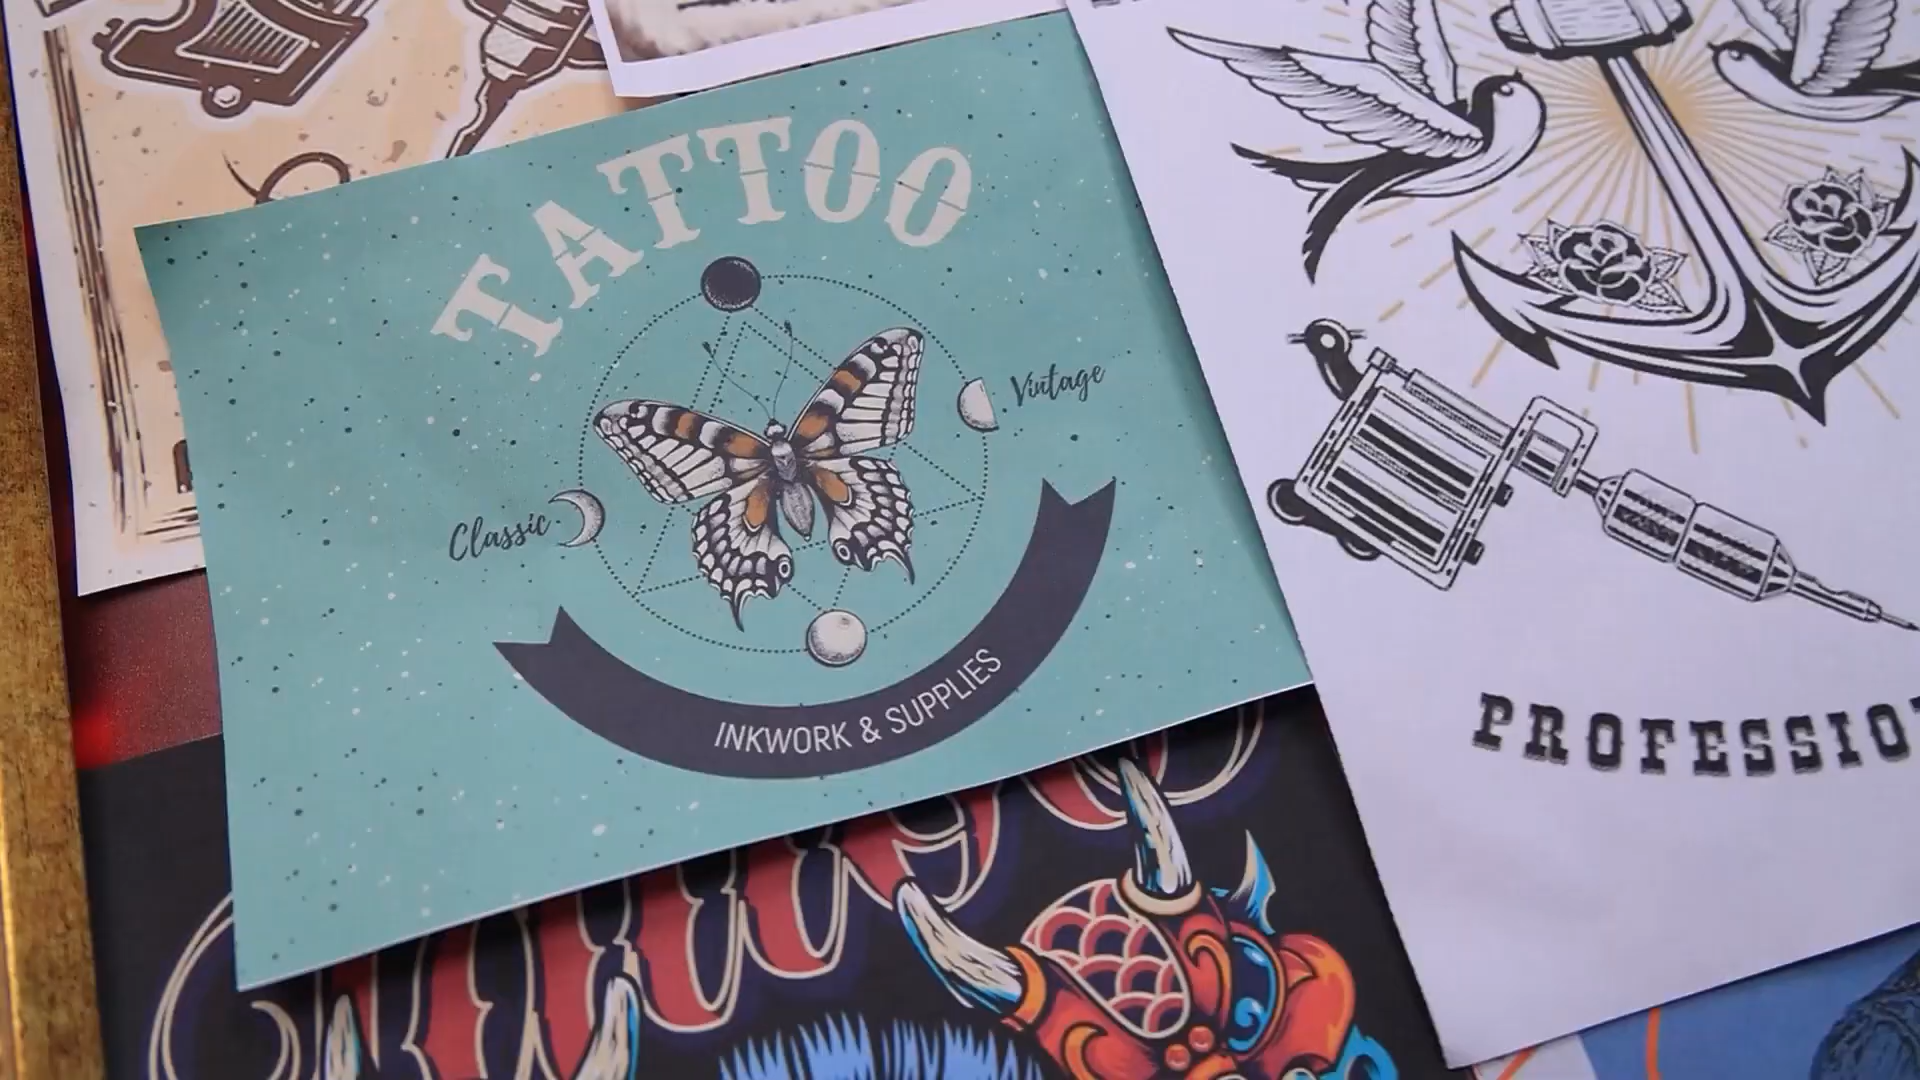 TATTOO
Vintage
Classic
INKWORK & SUPPLIES
PROFESSIO